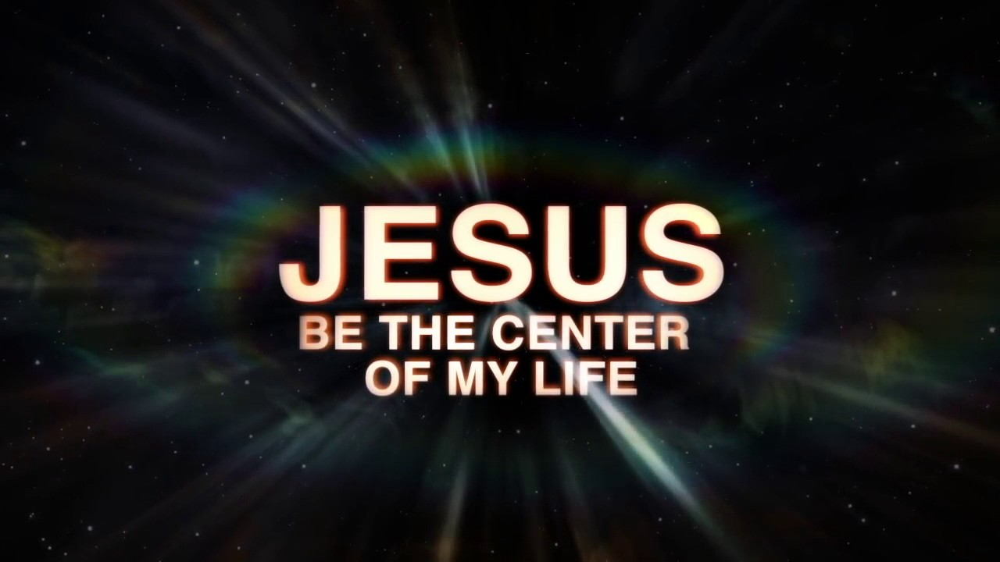 JESUS
BE THE CENTER
OF MY LIFE